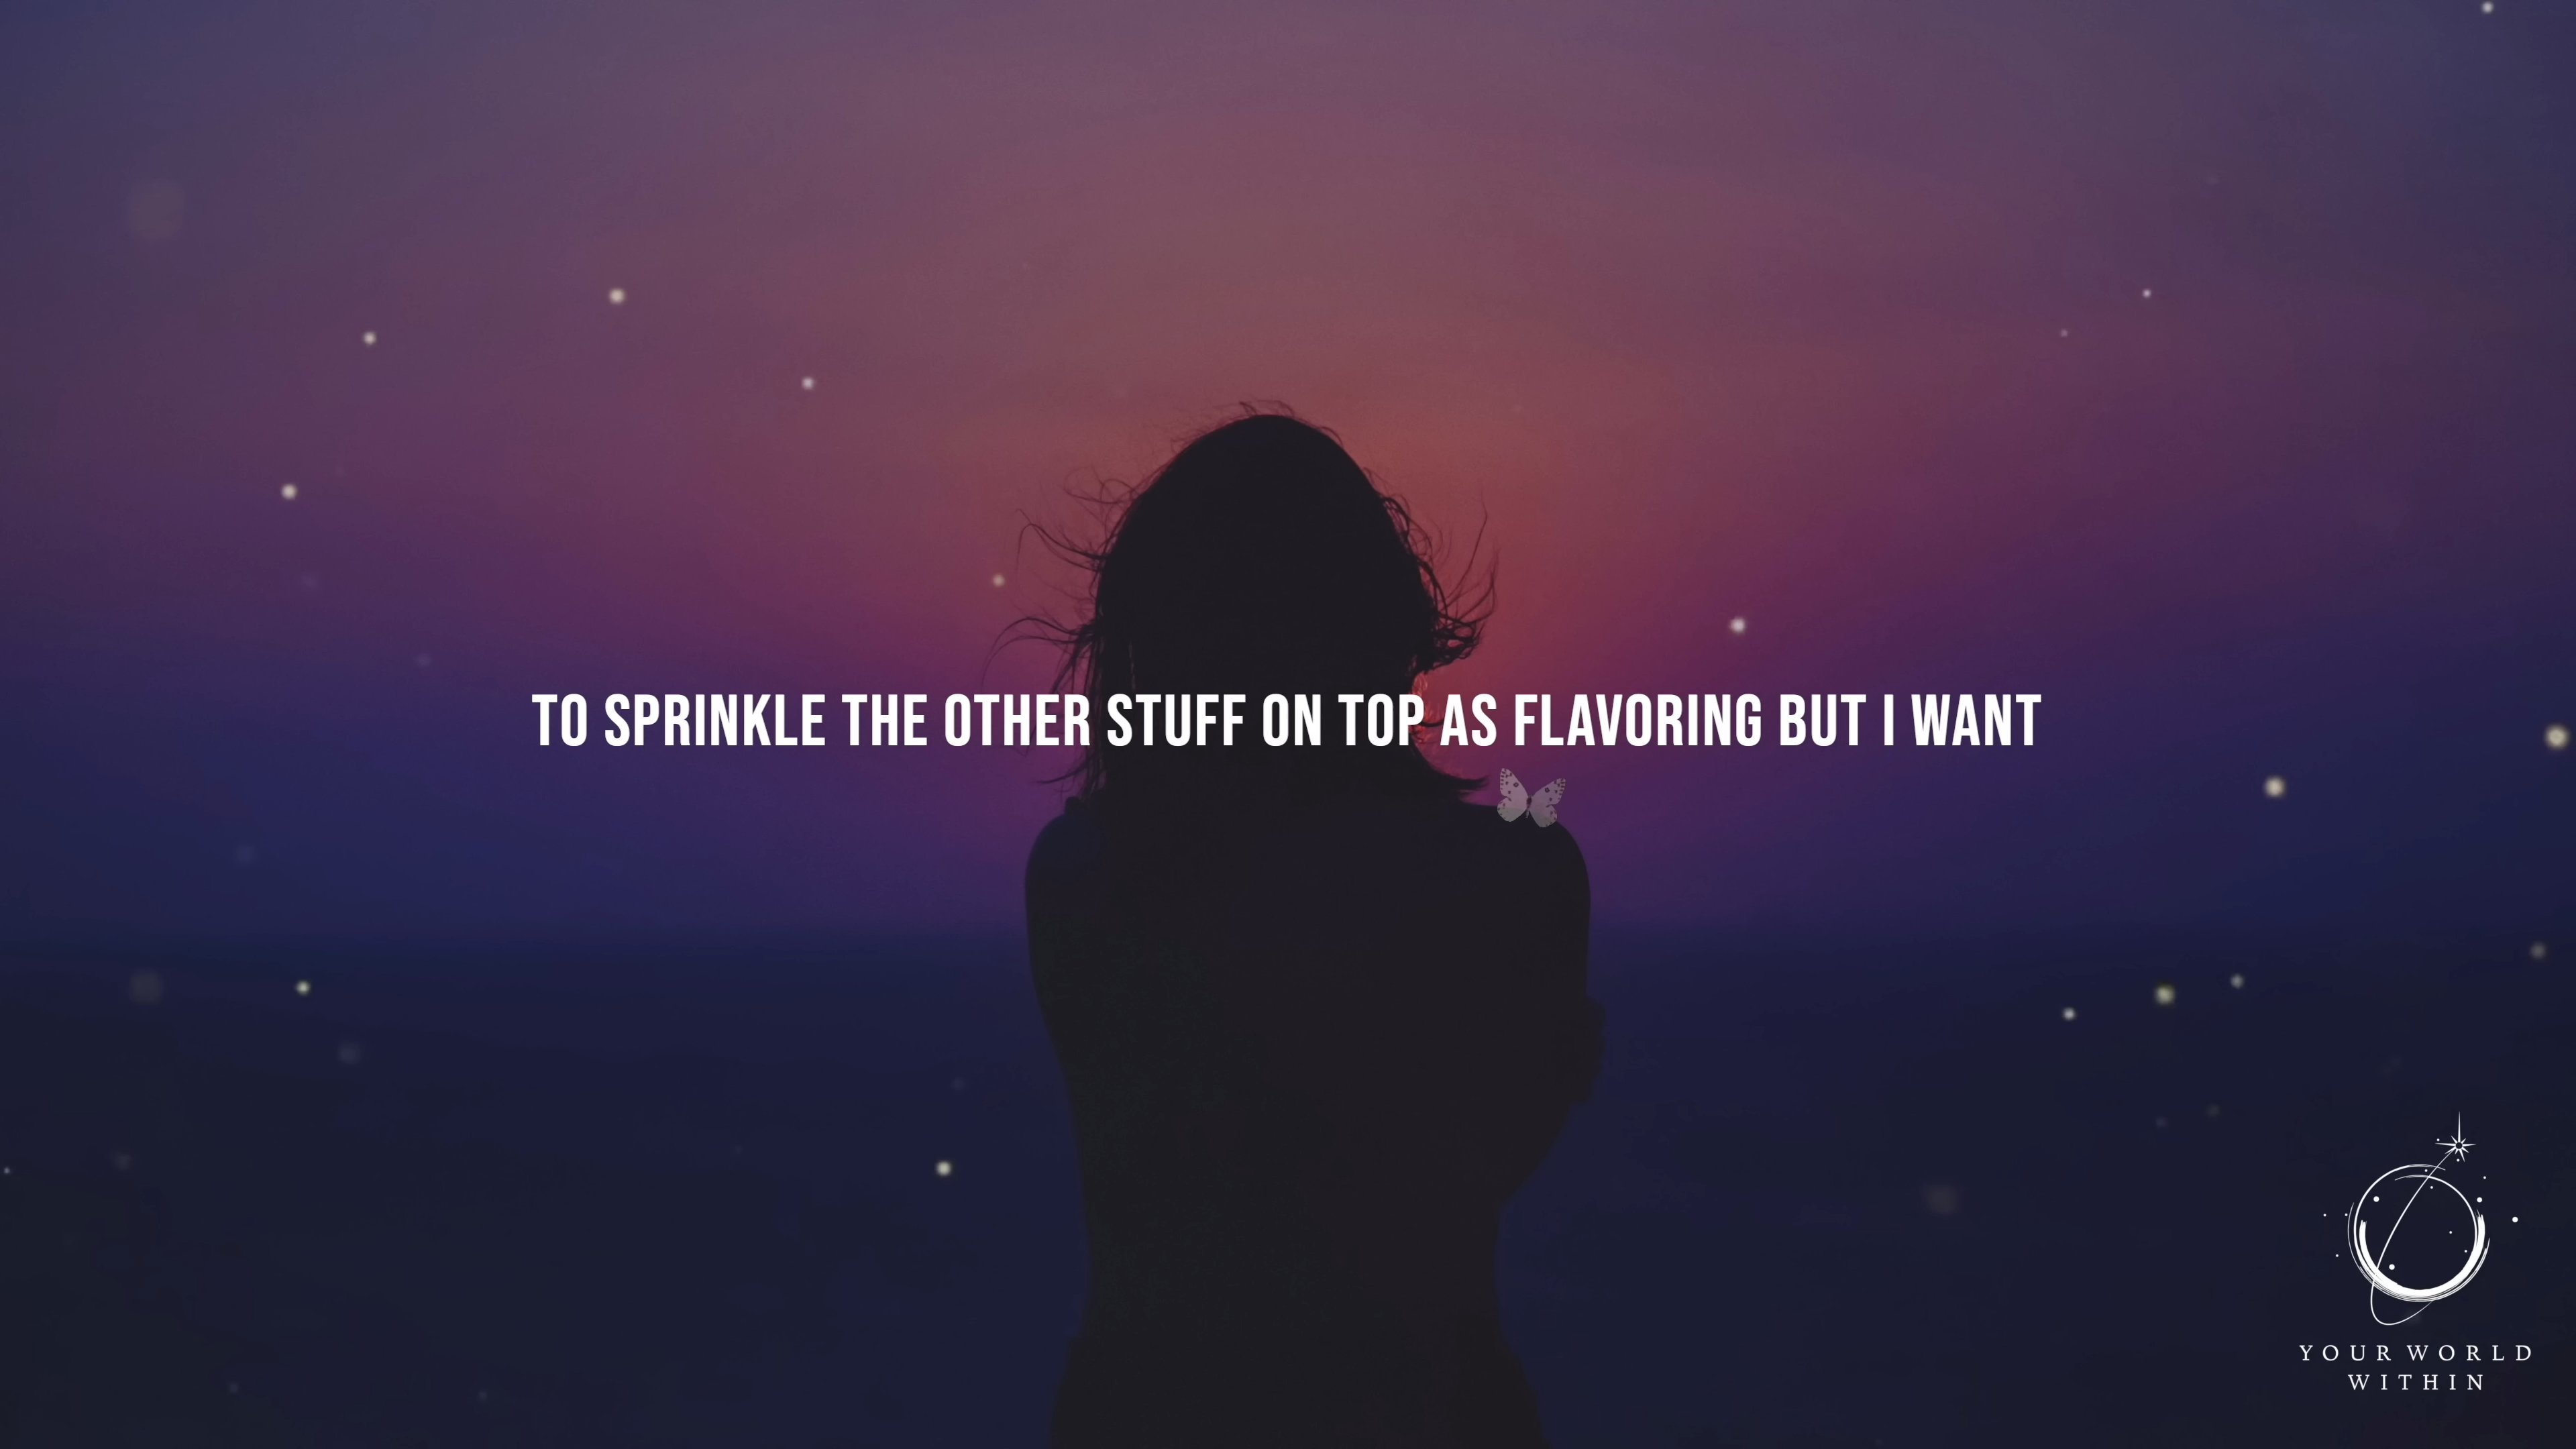 TO SPRINKLE THE OTHER STUFF ON TOP AS FLAVORING BUT I WANT
YOUR WORLD
WITHIN